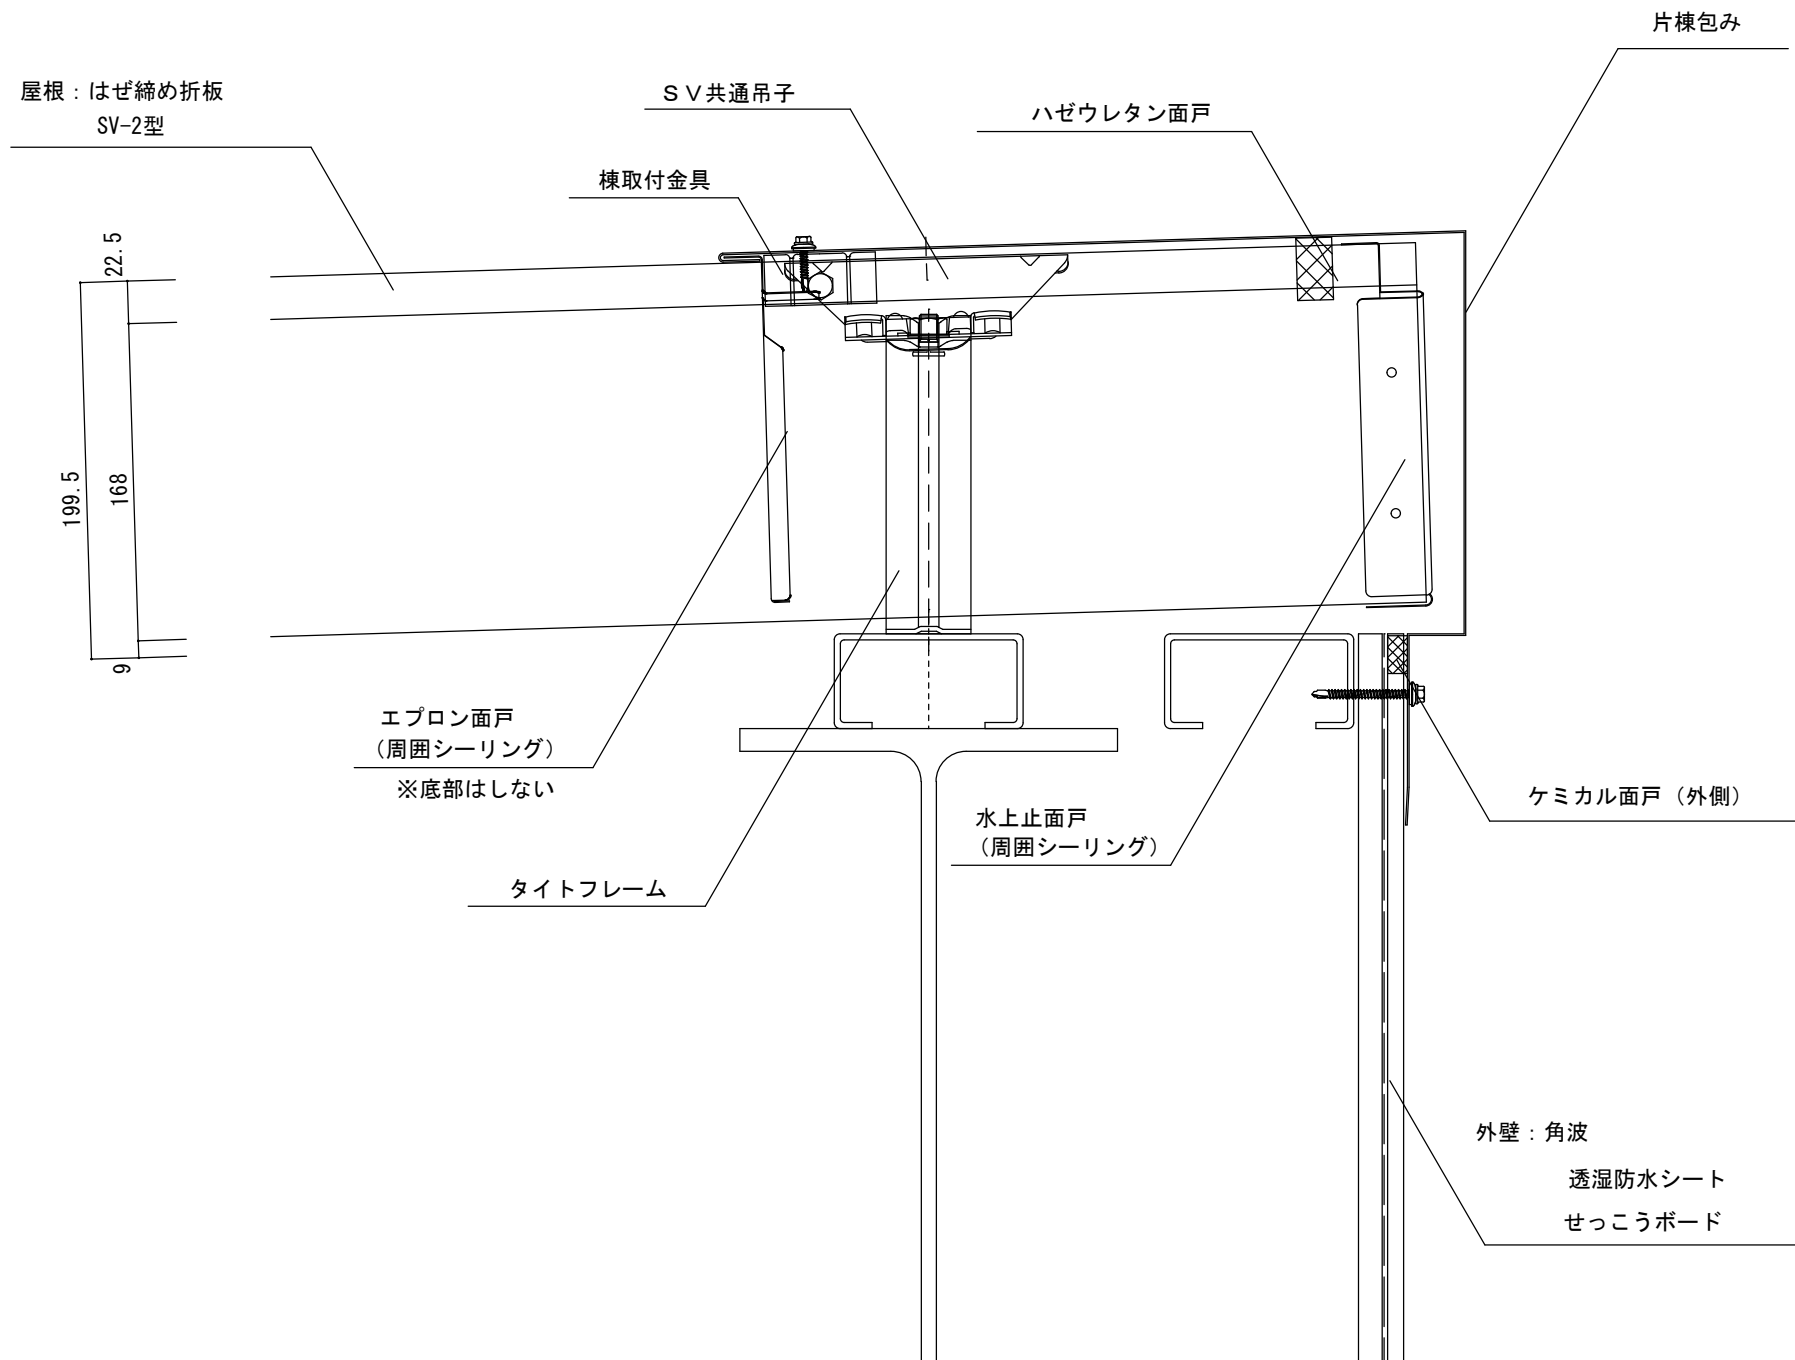 片棟包み
屋根：はぜ締め折板
SV-2型
ＳＶ共通吊子
ハゼウレタン面戸
棟取付金具
22.5
199.5
168
9
エプロン面戸
（周囲シーリング）
※底部はしない
水上止面戸
（周囲シーリング）
ケミカル面戸（外側）
タイトフレーム
外壁：角波
透湿防水シート
せっこうボード